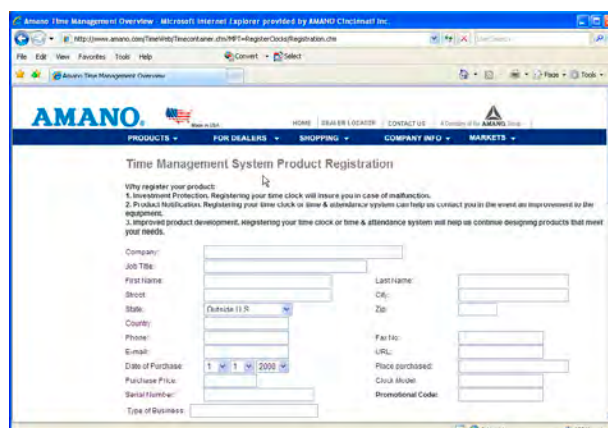 Amano Time Management Overview - Microsoft Internet Explorer provided by AMANO Cincinnati Inc.
http://www.amano.com/TimeWeb/Timecontainer.cfm?MPT=RegisterClocks/Registration.cfm
File Edit View Favorites Tools Help Convert Select
Amano Time Management Overview Page Tools
AMANO Made in USA HOME DEALER LOCATOR CONTACT US A Company of the AMANO Group
PRODUCTS FOR DEALERS SHOPPING COMPANY INFO MARKETS
Time Management System Product Registration
Why register your product:
1. Investment Protection. Registering your time clock will insure you in case of malfunction.
2. Product Notification. Registering your time clock or time & attendance system can help us contact you in the event an improvement to the
equipment.
3. Improved product development. Registering your time clock or time & attendance system will help us continue designing products that meet
your needs.
Company:
Job Title:
First Name: Last Name:
Street: City:
State: Outside U.S. Zip:
Country:
Phone: Fax No:
E-mail: URL:
Date of Purchase: 1 1 2000 Place purchased:
Purchase Price: Clock Model:
Serial Number: Promotional Code:
Type of Business: